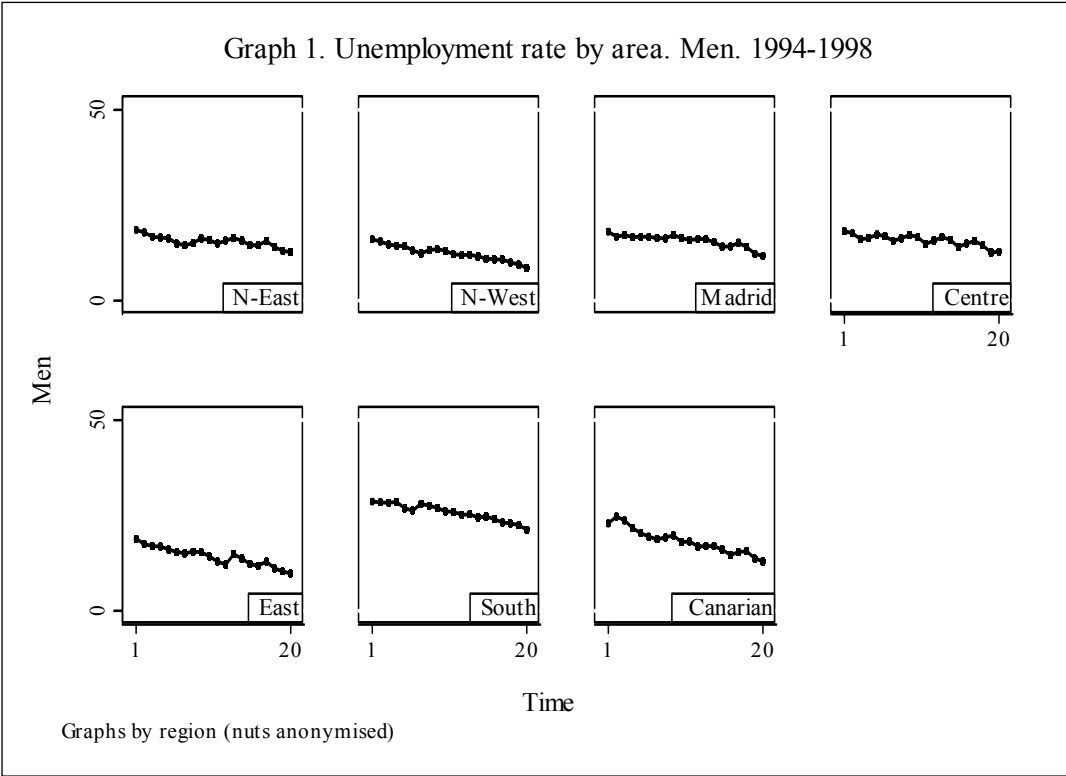 Graph 1. Unemployment rate by area. Men. 1994-1998
50
0
N-East
N-West
Madrid
Centre
1 20
Men
50
0
East
South
Canarian
1 20 1 20 1 20
Time
Graphs by region (nuts anonymised)